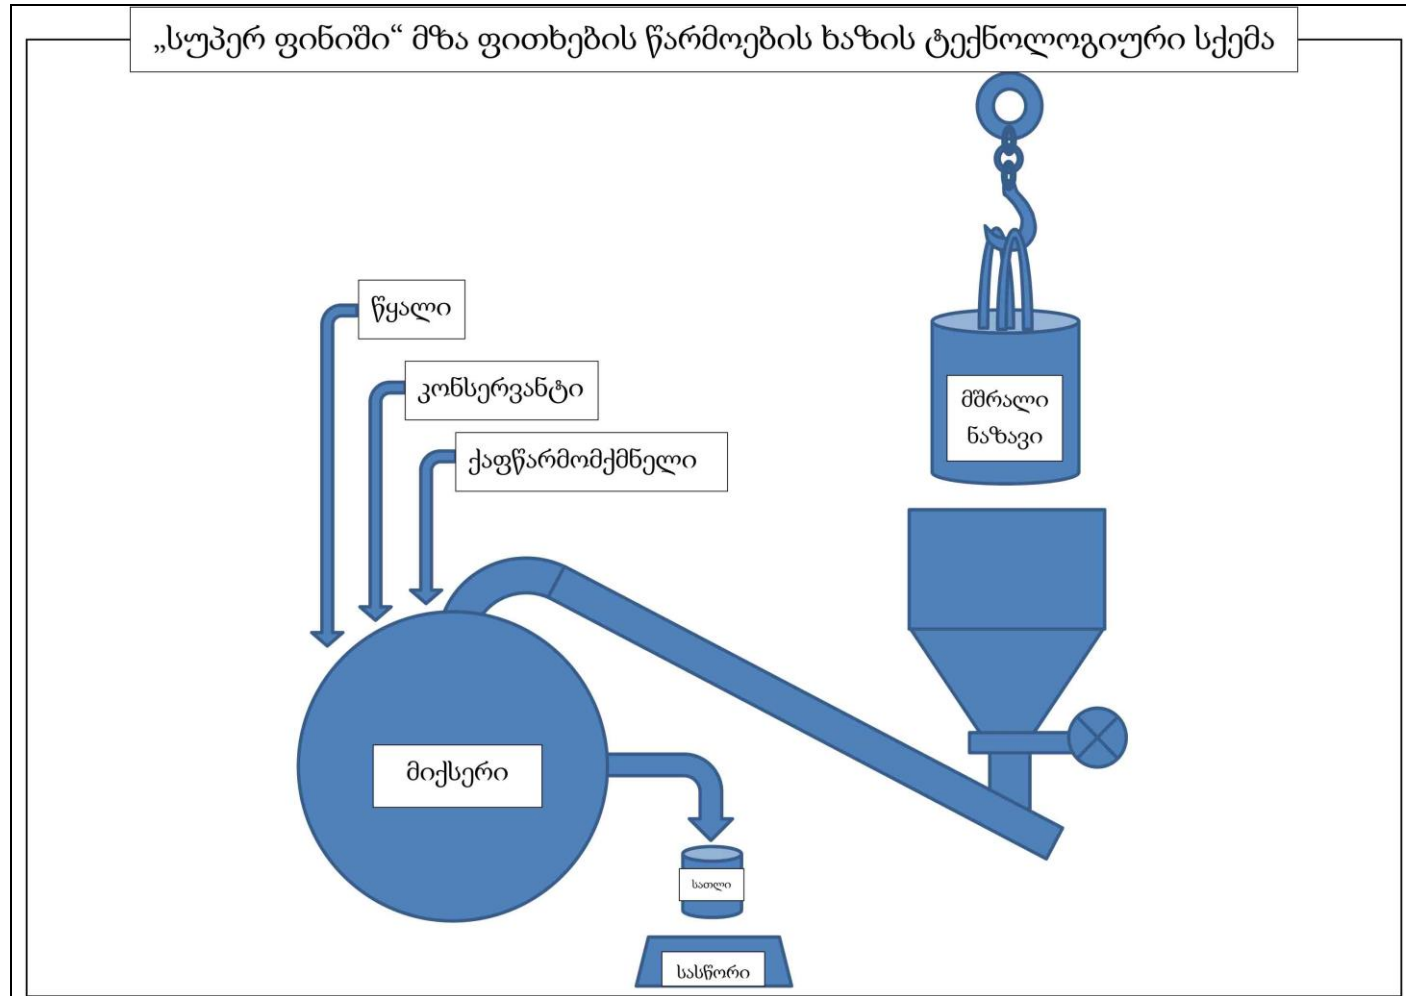 „სუპერ ფინიში“ მზა ფითხების წარმოების ხაზის ტექნოლოგიური სქემა
წყალი
კონსერვანტი
ქაფწარმომქმნელი
მშრალი
ნაზავი
მიქსერი
სათლი
სასწორი